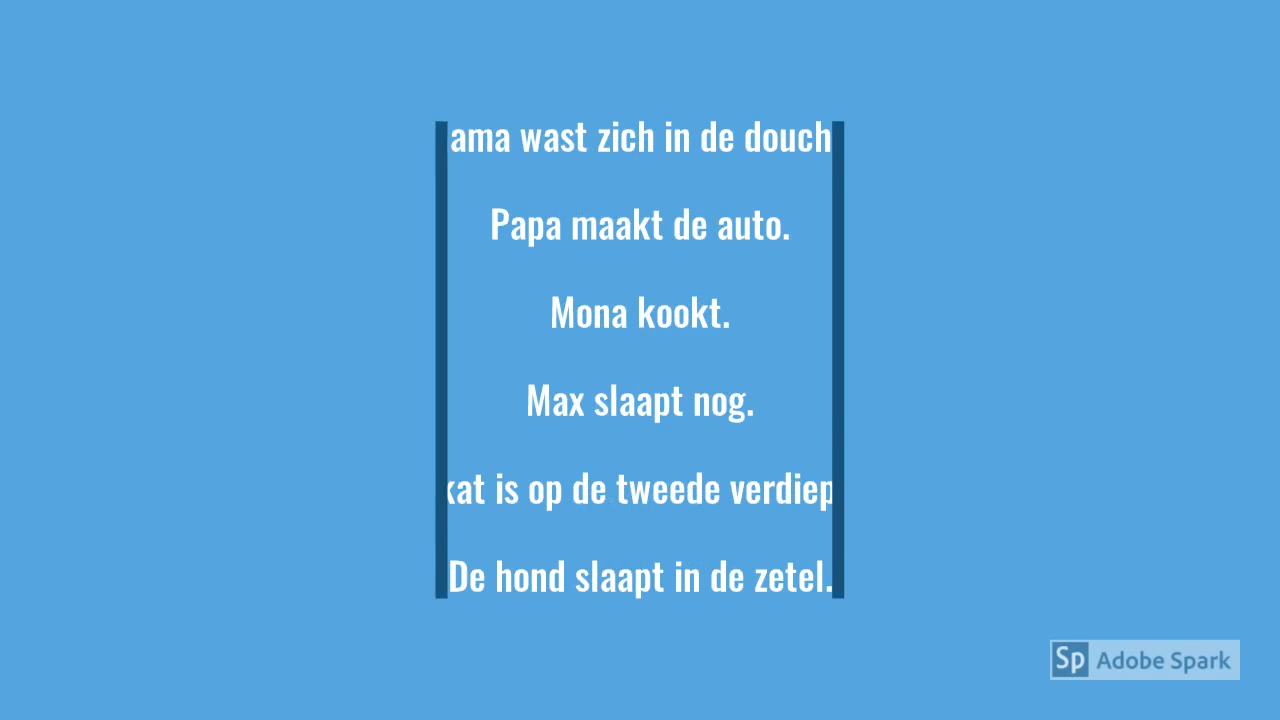 ama wast zich in de douch
Papa maakt de auto.
Mona kookt.
Max slaapt nog.
kat is op de tweede verdiep
De hond slaapt in de zetel.
Sp Adobe Spark